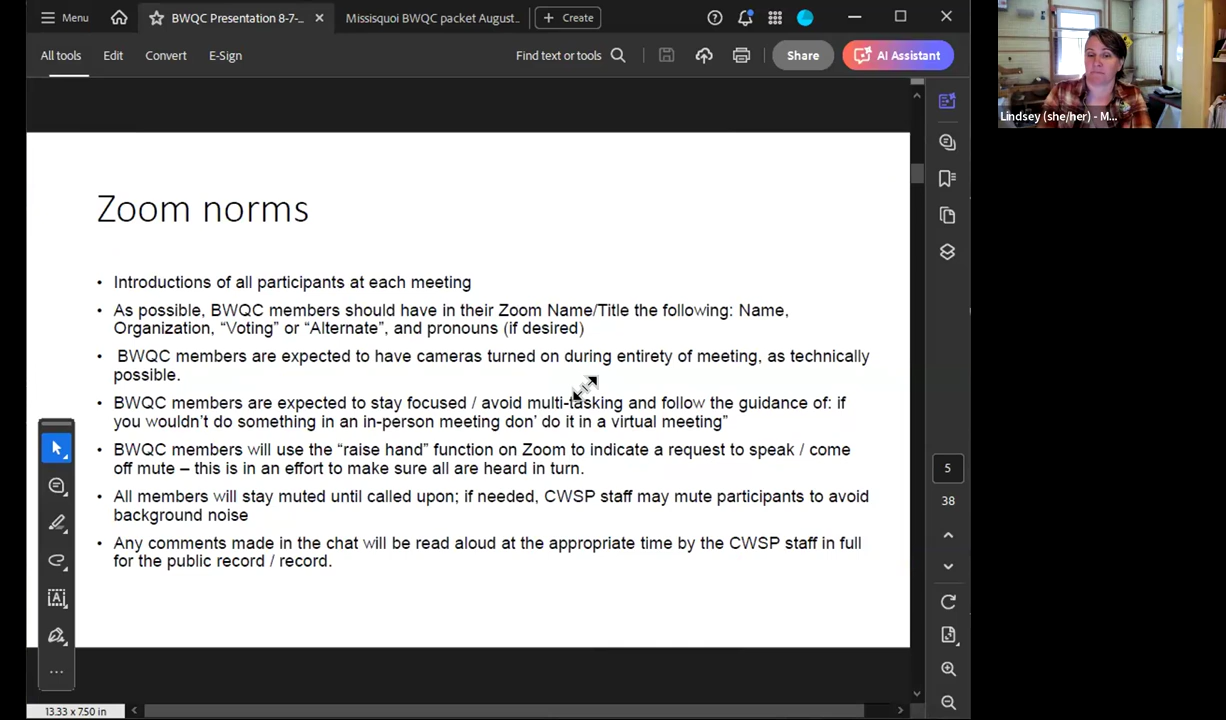 Menu
BWQC Presentation 8-7-...
Missisquoi BWQC packet August...
Create
All tools
Edit
Convert
E-Sign
Find text or tools
Share
AI Assistant
Lindsey (she/her) - M...
Zoom norms
• Introductions of all participants at each meeting
• As possible, BWQC members should have in their Zoom Name/Title the following: Name,
Organization, “Voting” or “Alternate”, and pronouns (if desired)
• BWQC members are expected to have cameras turned on during entirety of meeting, as technically
possible.
• BWQC members are expected to stay focused / avoid multi-tasking and follow the guidance of: if
you wouldn’t do something in an in-person meeting don’ do it in a virtual meeting”
• BWQC members will use the “raise hand” function on Zoom to indicate a request to speak / come
off mute – this is in an effort to make sure all are heard in turn.
• All members will stay muted until called upon; if needed, CWSP staff may mute participants to avoid
background noise
• Any comments made in the chat will be read aloud at the appropriate time by the CWSP staff in full
for the public record / record.
5
38
13.33 x 7.50 in